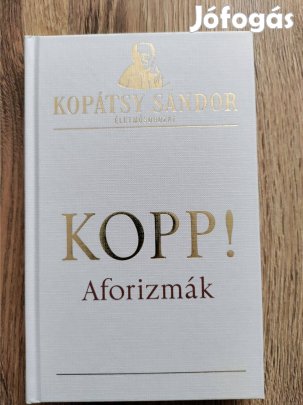 Jófogás
KOPÁTSY SÁNDOR
ÉLETMŰSOROZAT
KOPP!
Aforizmák